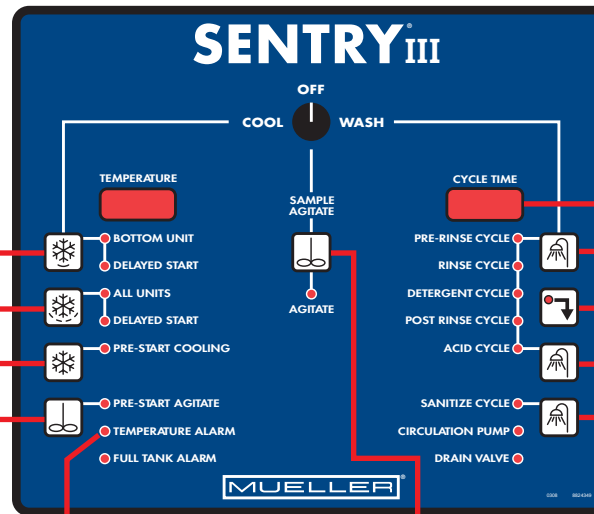 SENTRY III
OFF
COOL WASH
TEMPERATURE
CYCLE TIME
SAMPLE
AGITATE
BOTTOM UNIT
DELAYED START
ALL UNITS
DELAYED START
PRE-START COOLING
PRE-START AGITATE
TEMPERATURE ALARM
FULL TANK ALARM
AGITATE
PRE-RINSE CYCLE
RINSE CYCLE
DETERGENT CYCLE
POST RINSE CYCLE
ACID CYCLE
SANITIZE CYCLE
CIRCULATION PUMP
DRAIN VALVE
MUELLER®
0308 8824349